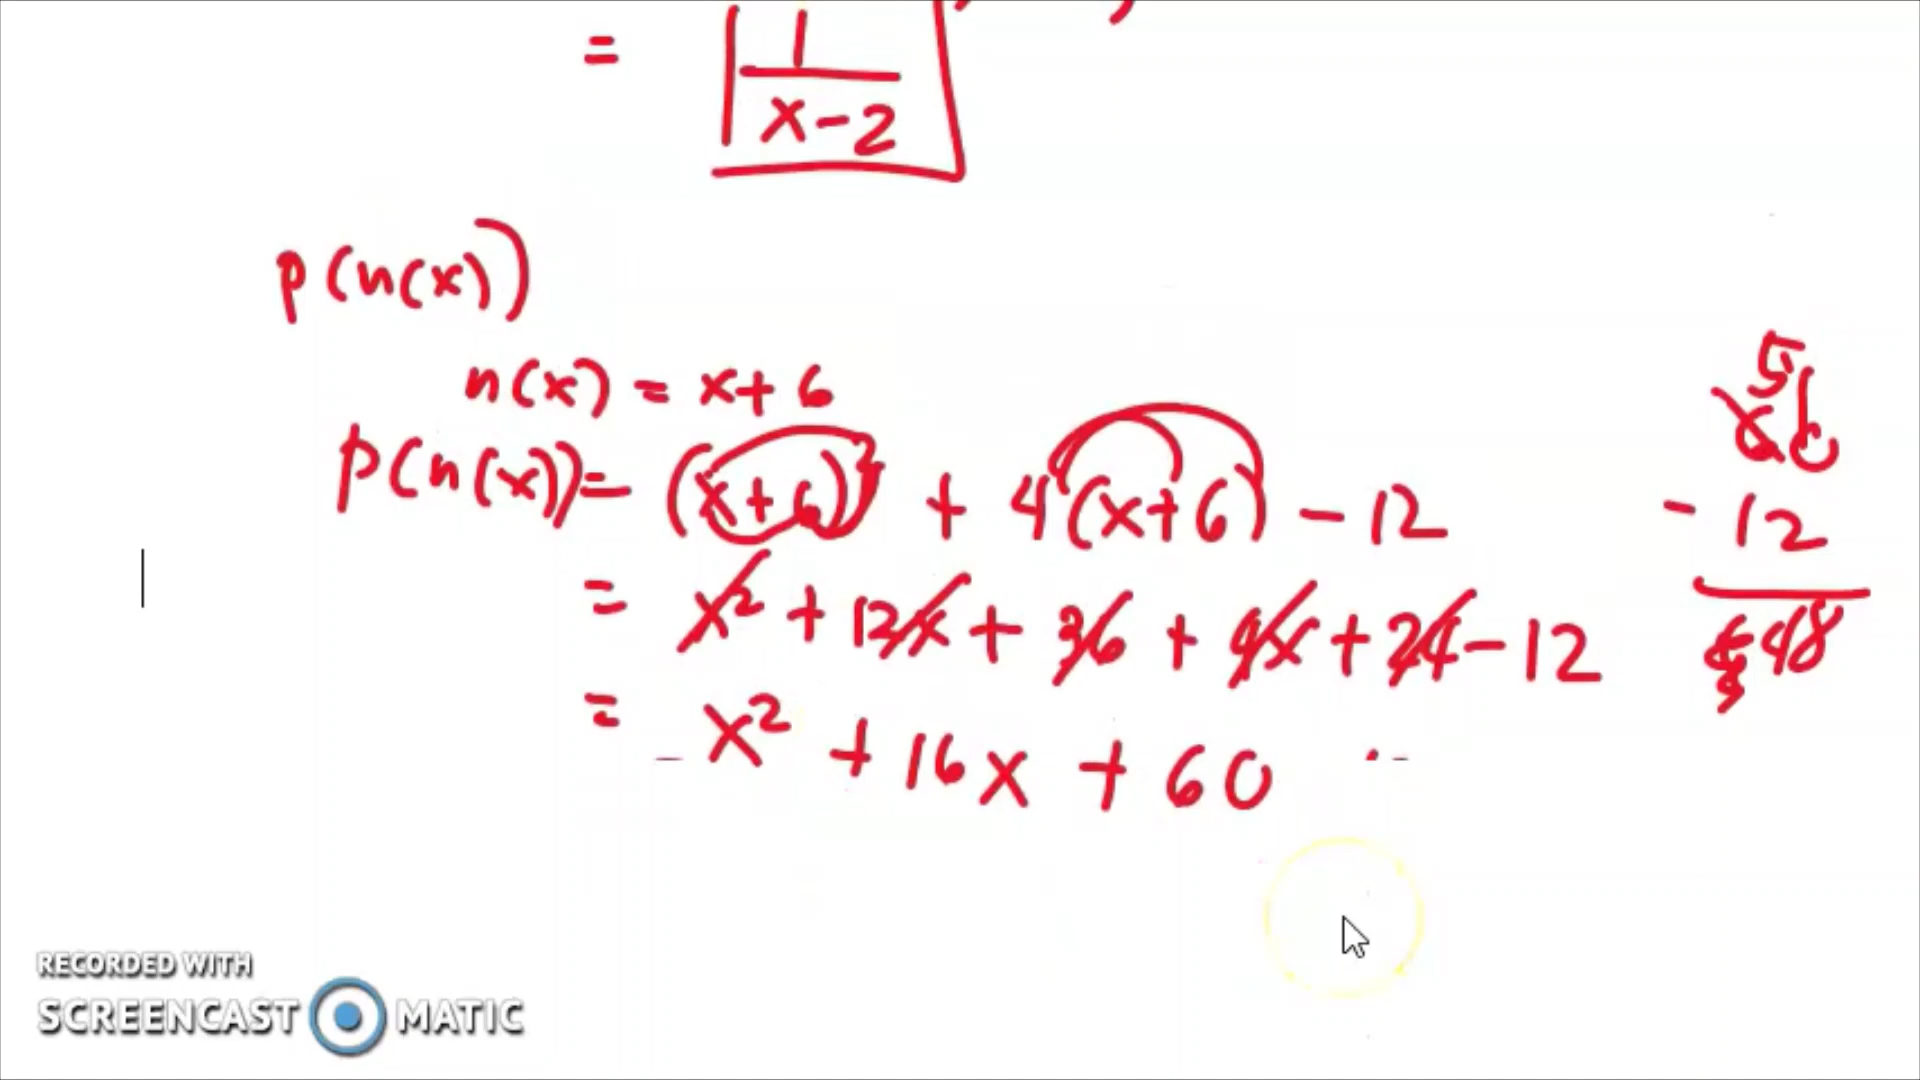 = 1
x-2
p(n(x))
n(x) = x+6
p(n(x)) = (x+6)² + 4(x+6) - 12
= x² + 12x + 36 + 4x + 24 - 12
= x² + 16x + 60
5
60
- 12
48
RECORDED WITH
SCREENCAST MATIC